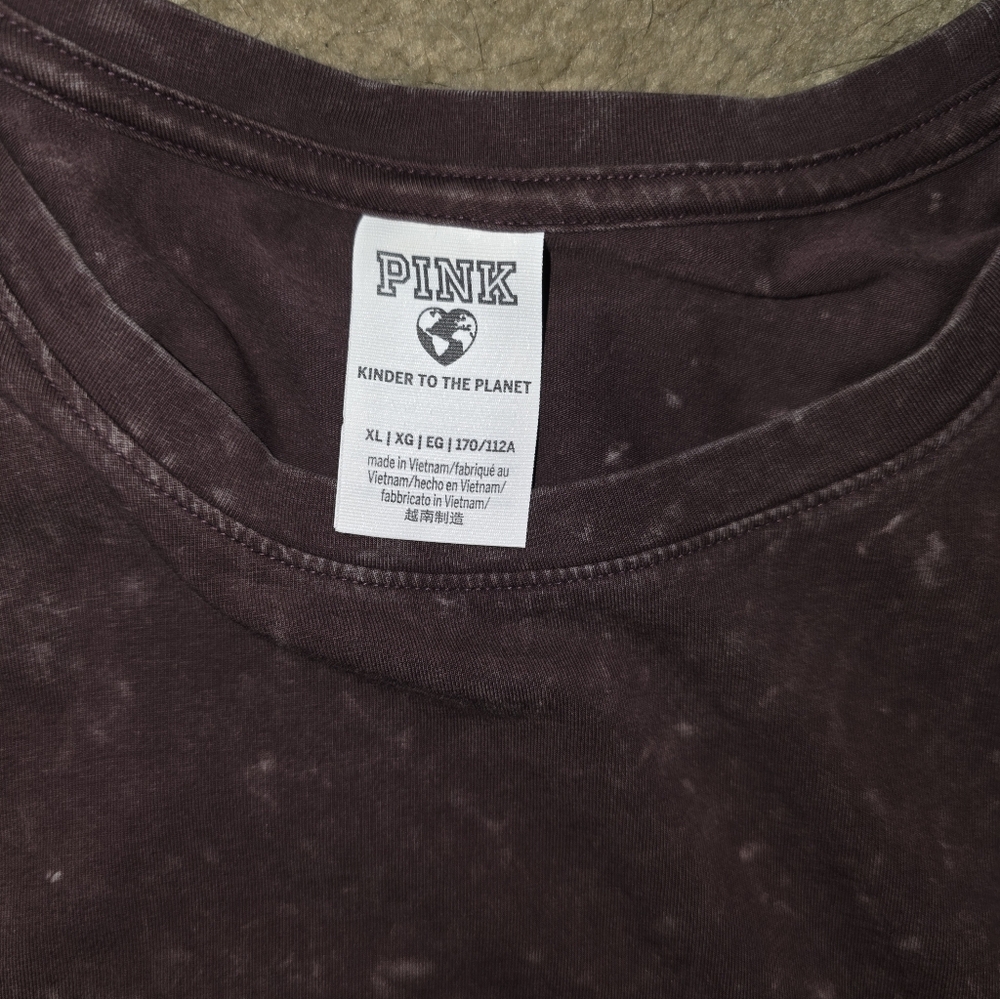 PINK
KINDER TO THE PLANET
XL | XG | EG | 170/112A
made in Vietnam/fabriqué au
Vietnam/hecho en Vietnam/
fabbricato in Vietnam/
越南制造